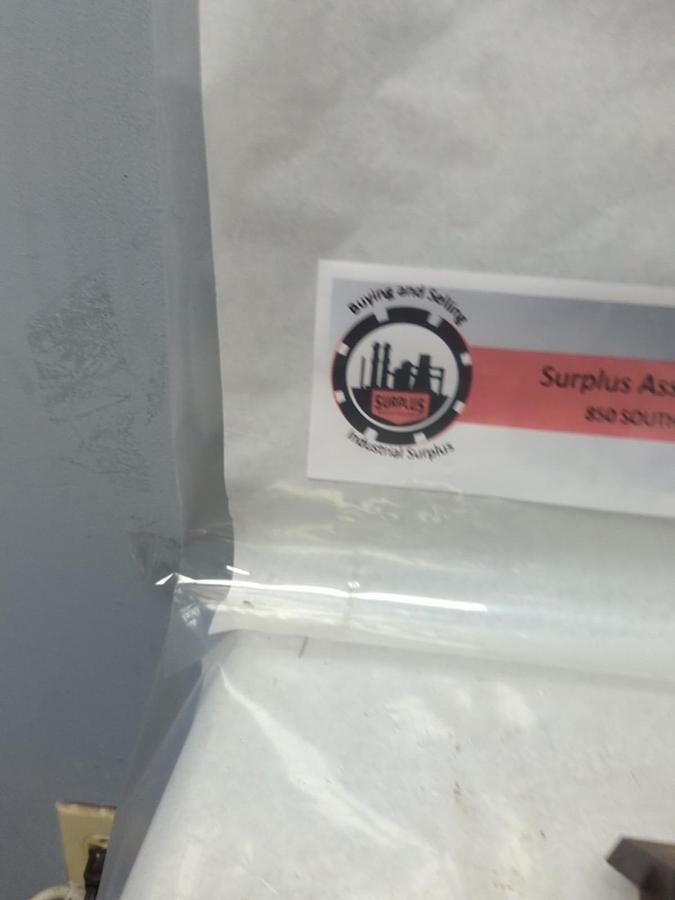 Buying and Selling
SURPLUS
Industrial Surplus
Surplus Ass
850 SOUTH